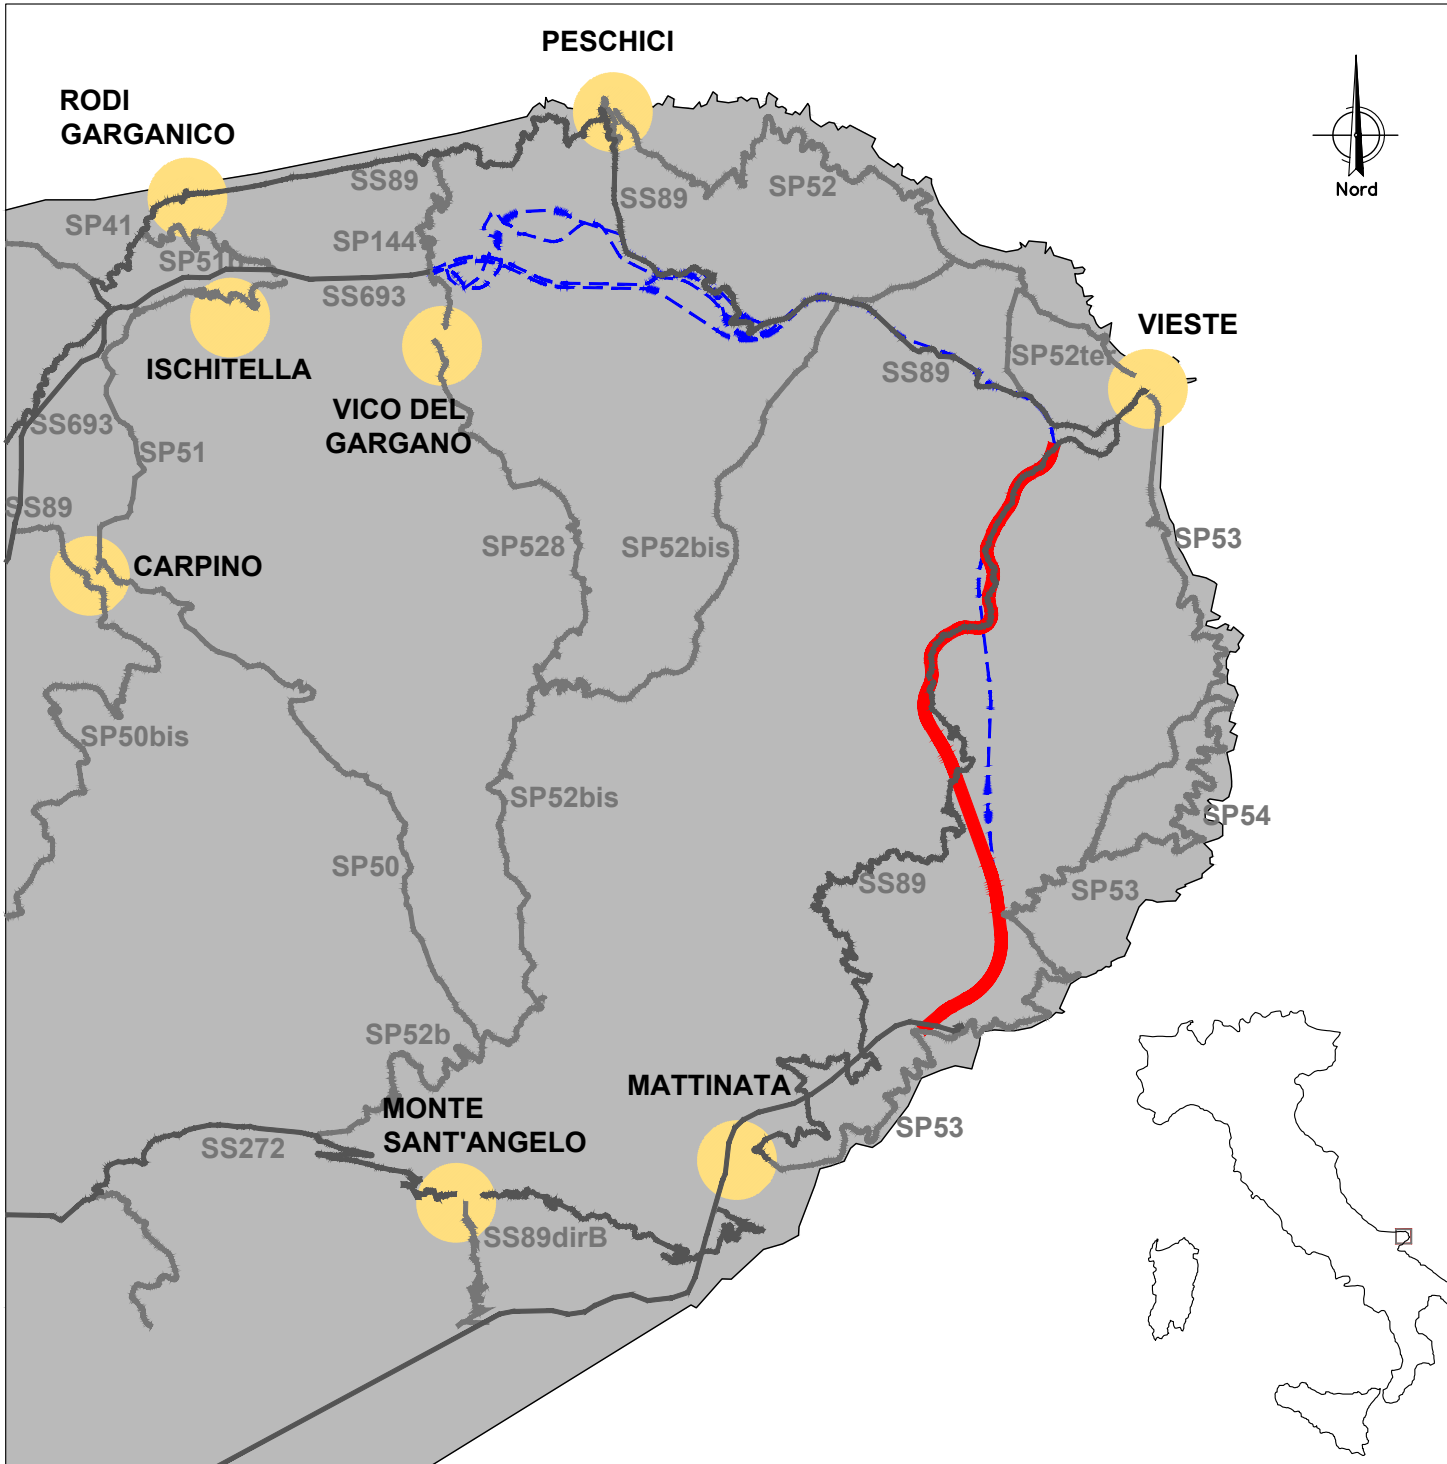 PESCHICI
RODI
GARGANICO
Nord
SS89
SP52
SS89
SP41
SP144
SS693
VIESTE
ISCHITELLA
SP52ter
SS89
VICO DEL
GARGANO
SS693
SP51
SS89
SP528
SP52bis
SP53
CARPINO
SP50bis
SP52bis
SP54
SP50
SS89
SP53
SP52b
MATTINATA
MONTE
SANT'ANGELO
SP53
SS272
SS89dirB